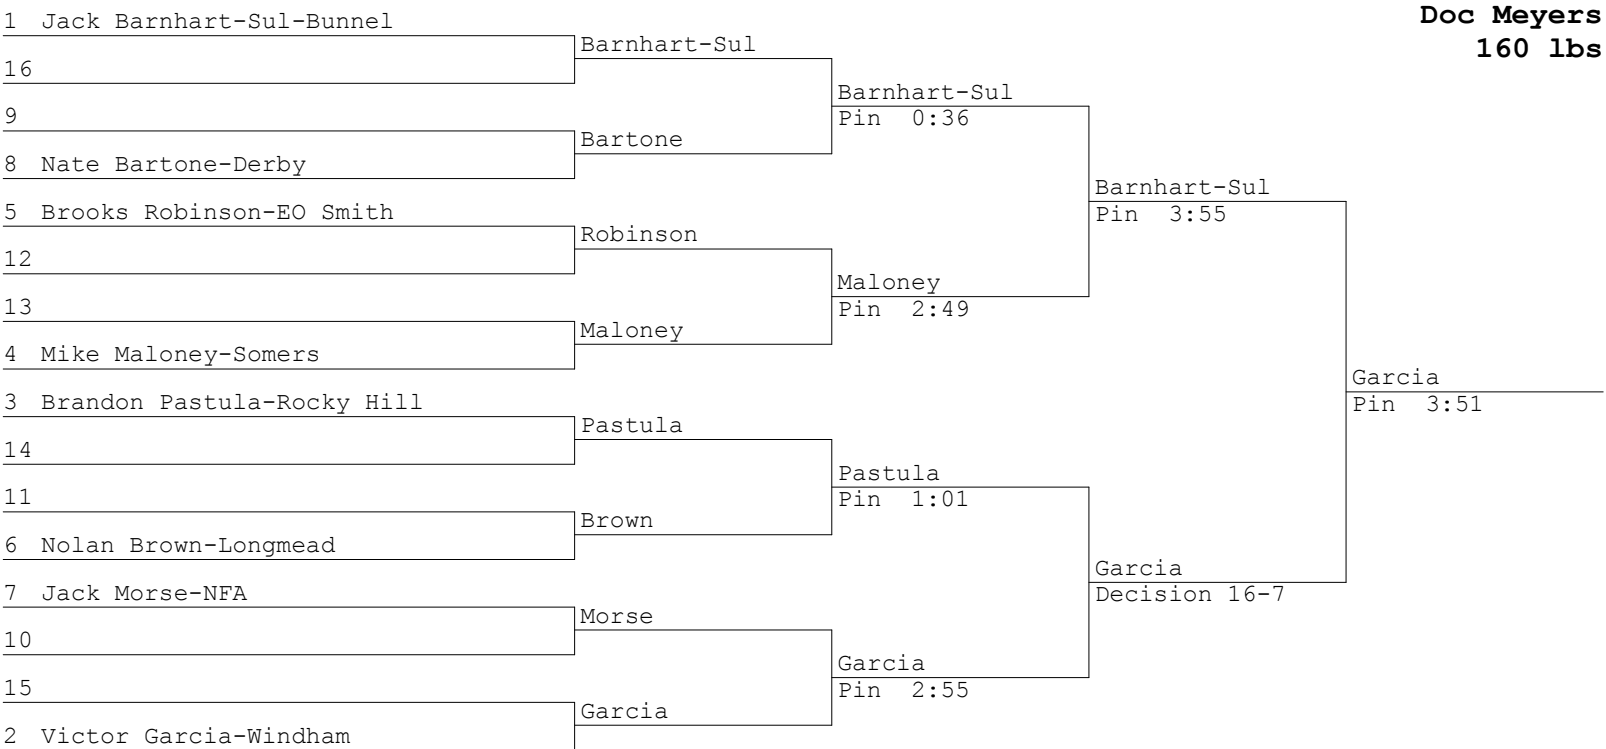 Doc Meyers
160 lbs
1 Jack Barnhart-Sul-Bunnel
16
9
8 Nate Bartone-Derby
5 Brooks Robinson-EO Smith
12
13
4 Mike Maloney-Somers
3 Brandon Pastula-Rocky Hill
14
11
6 Nolan Brown-Longmead
7 Jack Morse-NFA
10
15
2 Victor Garcia-Windham
Barnhart-Sul
Bartone
Robinson
Maloney
Pastula
Brown
Morse
Garcia
Barnhart-Sul
Pin 0:36
Maloney
Pin 2:49
Pastula
Pin 1:01
Garcia
Pin 2:55
Barnhart-Sul
Pin 3:55
Garcia
Decision 16-7
Garcia
Pin 3:51